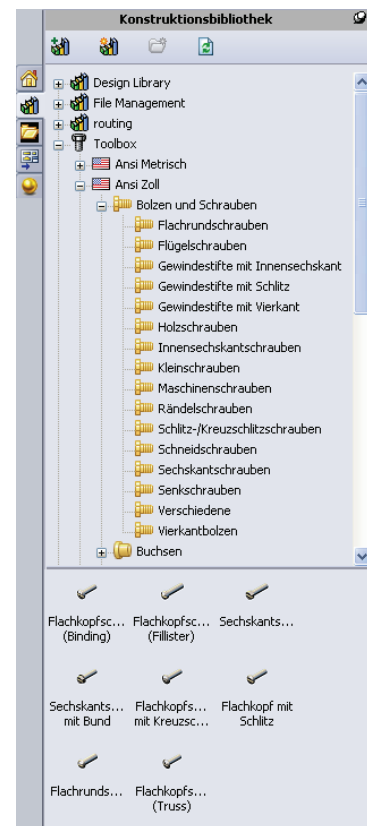 Konstruktionsbibliothek
Design Library
File Management
routing
Toolbox
Ansi Metrisch
Ansi Zoll
Bolzen und Schrauben
Flachrundschrauben
Flügelschrauben
Gewindestifte mit Innensechskant
Gewindestifte mit Schlitz
Gewindestifte mit Vierkant
Holzschrauben
Innensechskantschrauben
Kleinschrauben
Maschinenschrauben
Rändelschrauben
Schlitz-/Kreuzschlitzschrauben
Schneidschrauben
Sechskantschrauben
Senkschrauben
Verschiedene
Vierkantbolzen
Buchsen
Flachkopfsc... Flachkopfsc... Sechskants...
(Binding) (Fillister)
Sechskants... Flachkopfs... Flachkopf mit
mit Bund mit Kreuzsc... Schlitz
Flachrunds... Flachkopfs...
(Truss)